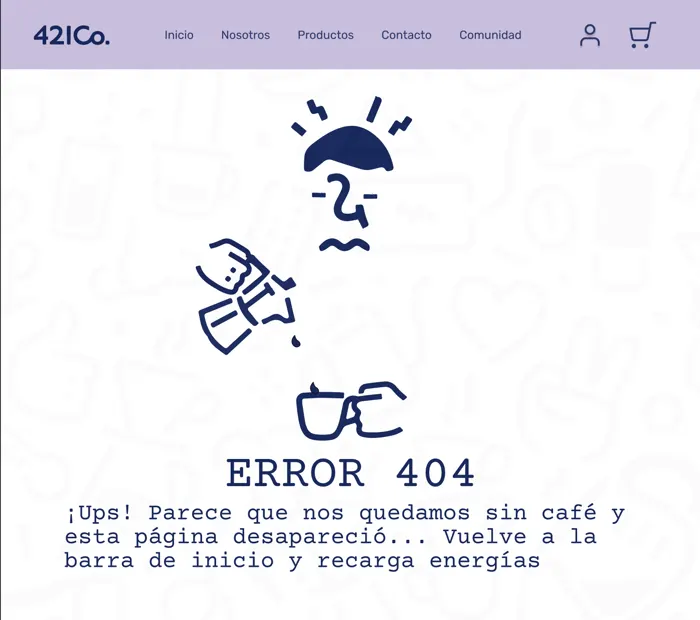 421Co.
Inicio Nosotros Productos Contacto Comunidad
ERROR 404
¡Ups! Parece que nos quedamos sin café y
esta página desapareció... Vuelve a la
barra de inicio y recarga energías